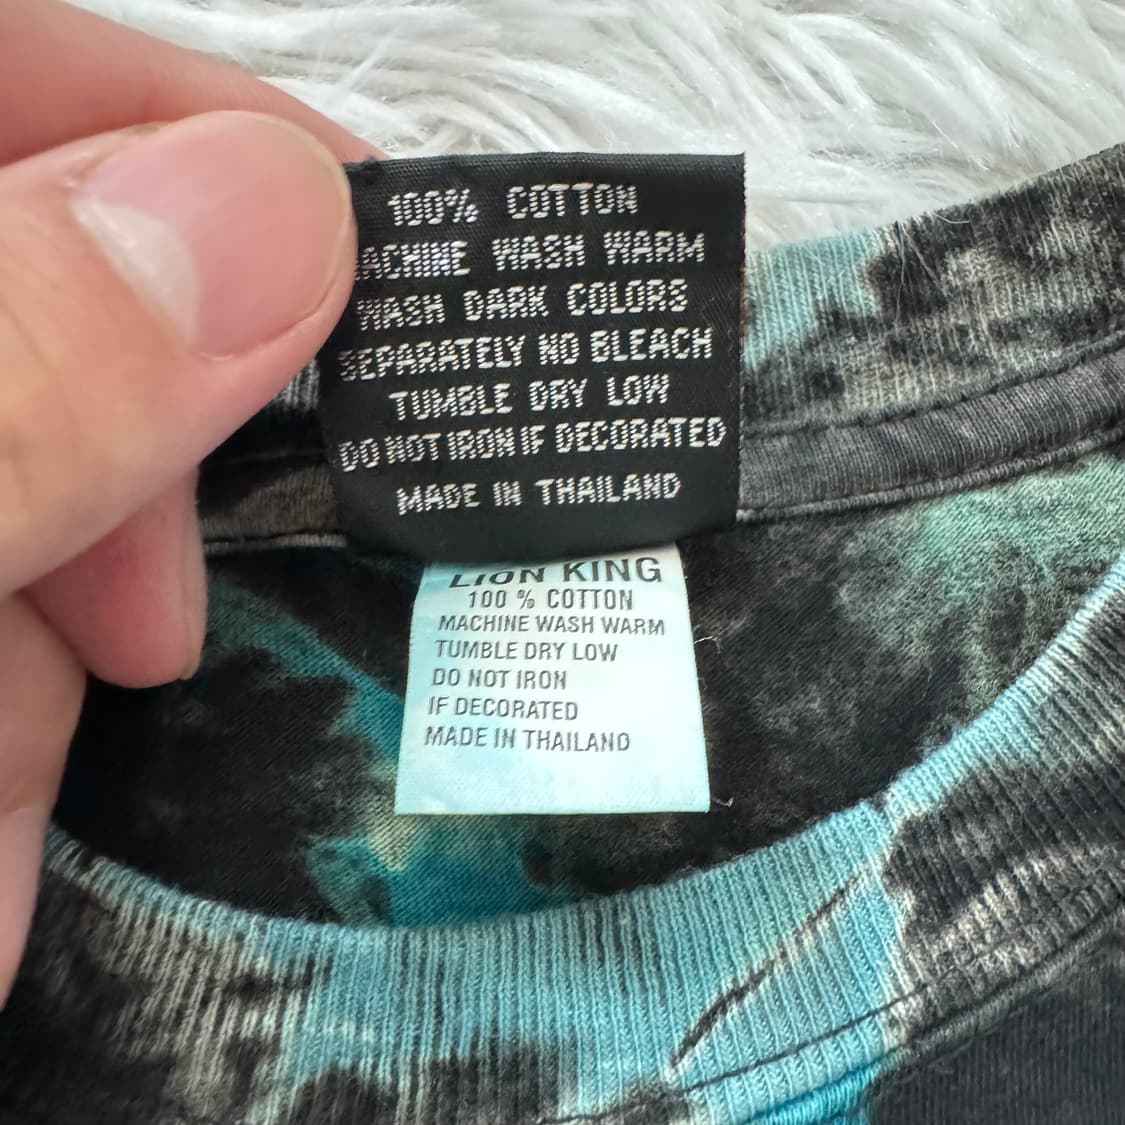 100% COTTON
MACHINE WASH WARM
WASH DARK COLORS
SEPARATELY NO BLEACH
TUMBLE DRY LOW
DO NOT IRON IF DECORATED
MADE IN THAILAND
LION KING
100 % COTTON
MACHINE WASH WARM
TUMBLE DRY LOW
DO NOT IRON
IF DECORATED
MADE IN THAILAND